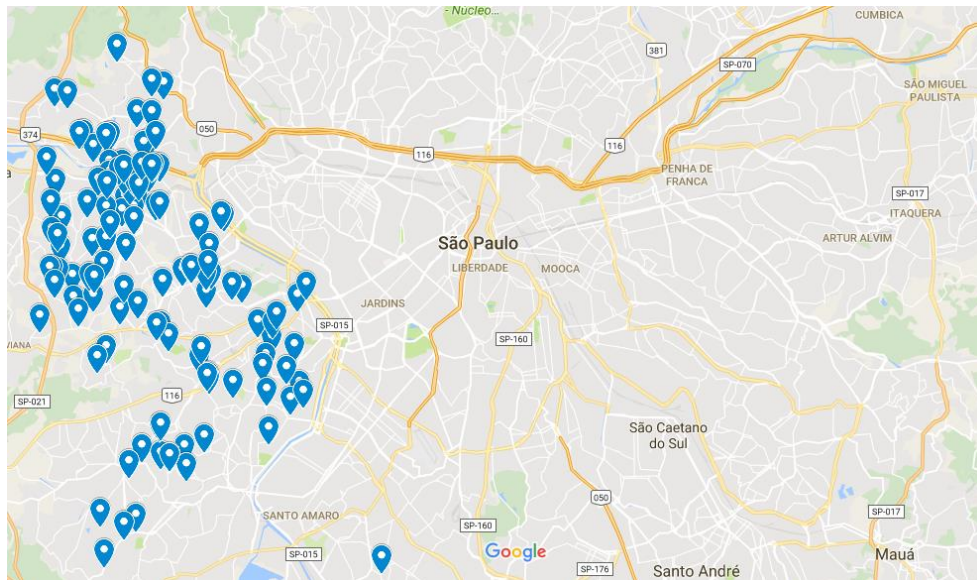 - Núcleo...
CUMBICA
381
SP-070
SÃO MIGUEL
PAULISTA
050
374
116
116
PENHA DE
FRANCA
SP-017
ITAQUERA
São Paulo
ARTUR ALVIM
LIBERDADE
MOOCA
JARDINS
SP-015
SP-160
VIANA
116
SP-021
São Caetano
do Sul
050
SP-017
SANTO AMARO
SP-160
Google
SP-015
Mauá
SP-176
Santo André